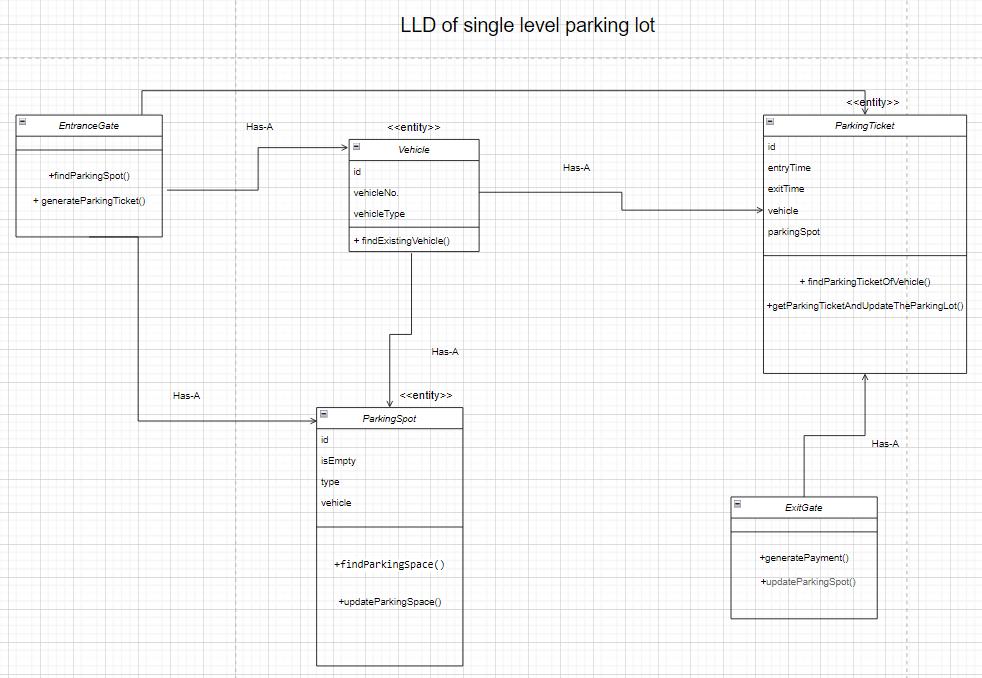 LLD of single level parking lot
<<entity>>
EntranceGate
+findParkingSpot()
+ generateParkingTicket()
Has-A
<<entity>>
Vehicle
id
vehicleNo.
vehicleType
+ findExistingVehicle()
Has-A
ParkingTicket
id
entryTime
exitTime
vehicle
parkingSpot
+ findParkingTicketOfVehicle()
+getParkingTicketAndUpdateTheParkingLot()
Has-A
Has-A
<<entity>>
ParkingSpot
id
isEmpty
type
vehicle
+findParkingSpace()
+updateParkingSpace()
Has-A
ExitGate
+generatePayment()
+updateParkingSpot()